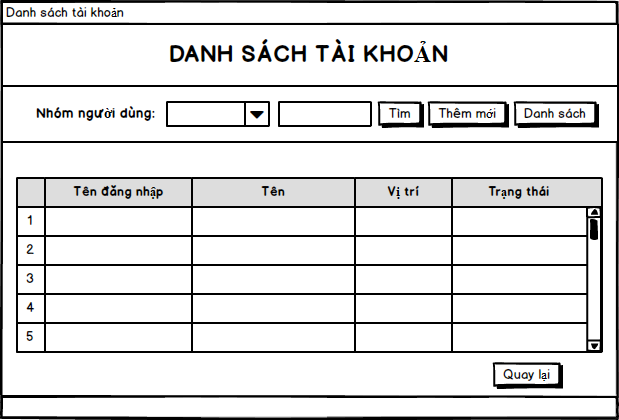 Danh sách tài khoản
DANH SÁCH TÀI KHOẢN
Nhóm người dùng: Tìm Thêm mới Danh sách
Tên đăng nhập Tên Vị trí Trạng thái
1
2
3
4
5
Quay lại